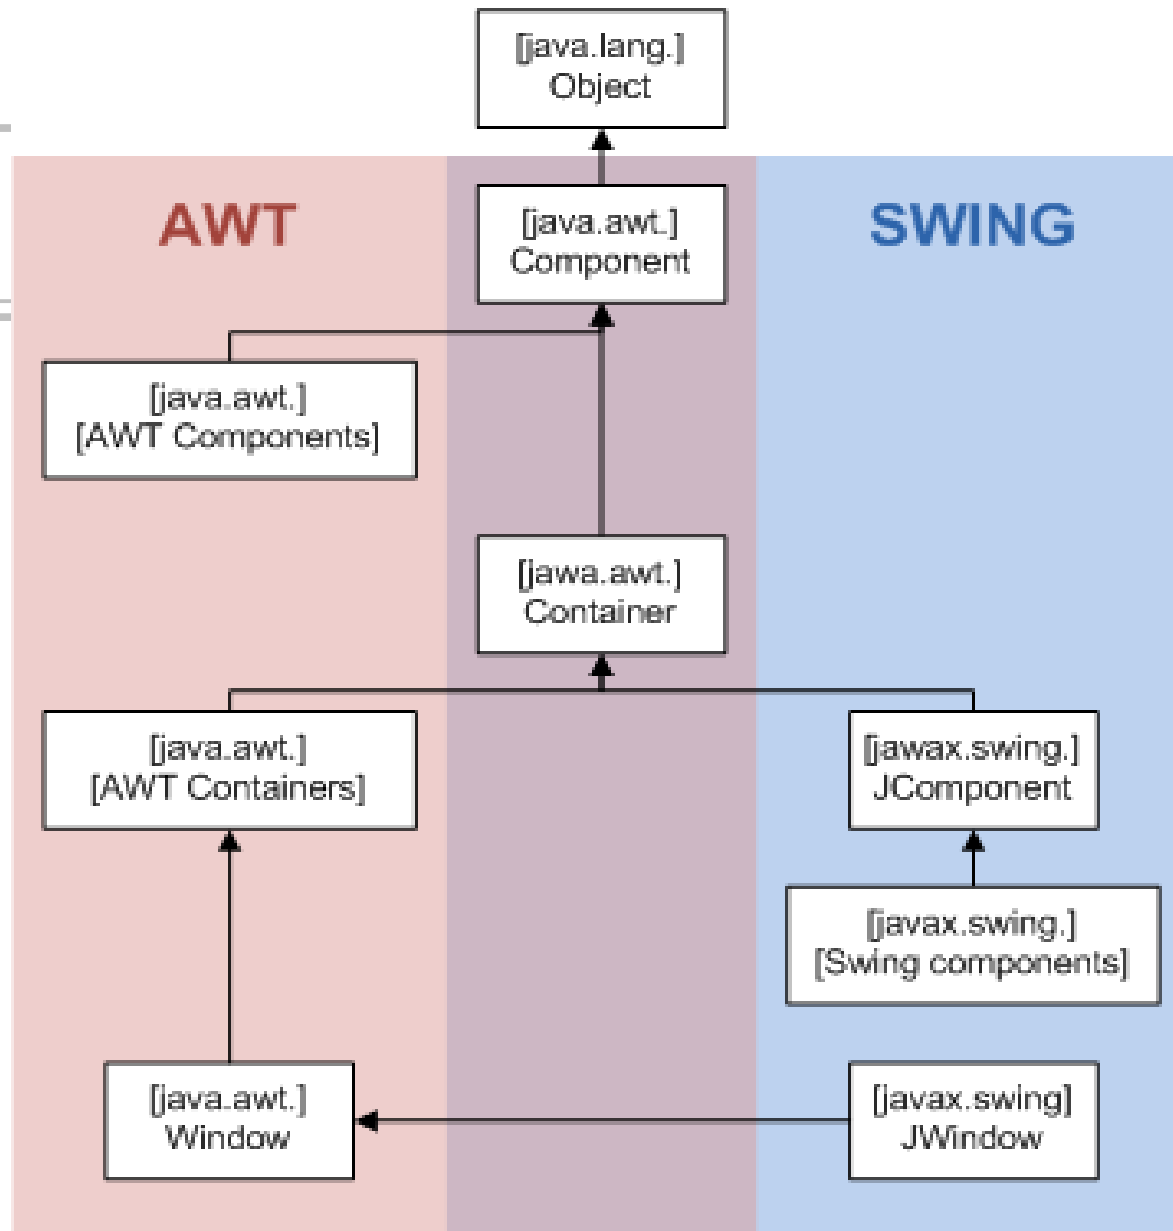 [java.lang.]
Object
AWT
SWING
[java.awt.]
Component
[java.awt.]
[AWT Components]
[jawa.awt.]
Container
[java.awt.]
[AWT Containers]
[jawax.swing.]
JComponent
[javax.swing.]
[Swing components]
[java.awt.]
Window
[javax.swing]
JWindow